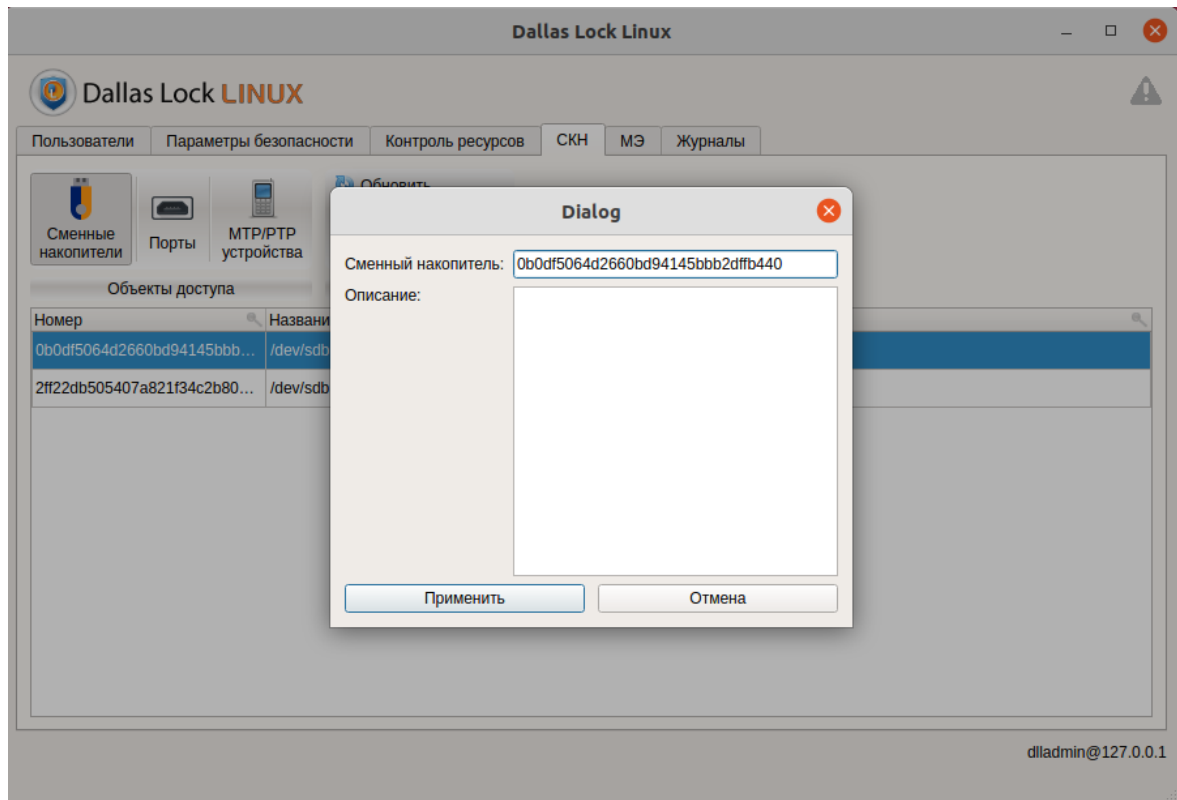 Dallas Lock Linux
Dallas Lock LINUX
Пользователи Параметры безопасности Контроль ресурсов СКН МЭ Журналы
Обновить
Сменные накопители
Порты
MTP/PTP устройства
Объекты доступа
Номер Названи
0b0df5064d2660bd94145bbb... /dev/sdb
2ff22db505407a821f34c2b80... /dev/sdb
Dialog
Сменный накопитель: 0b0df5064d2660bd94145bbb2dffb440
Описание:
Применить Отмена
dlladmin@127.0.0.1